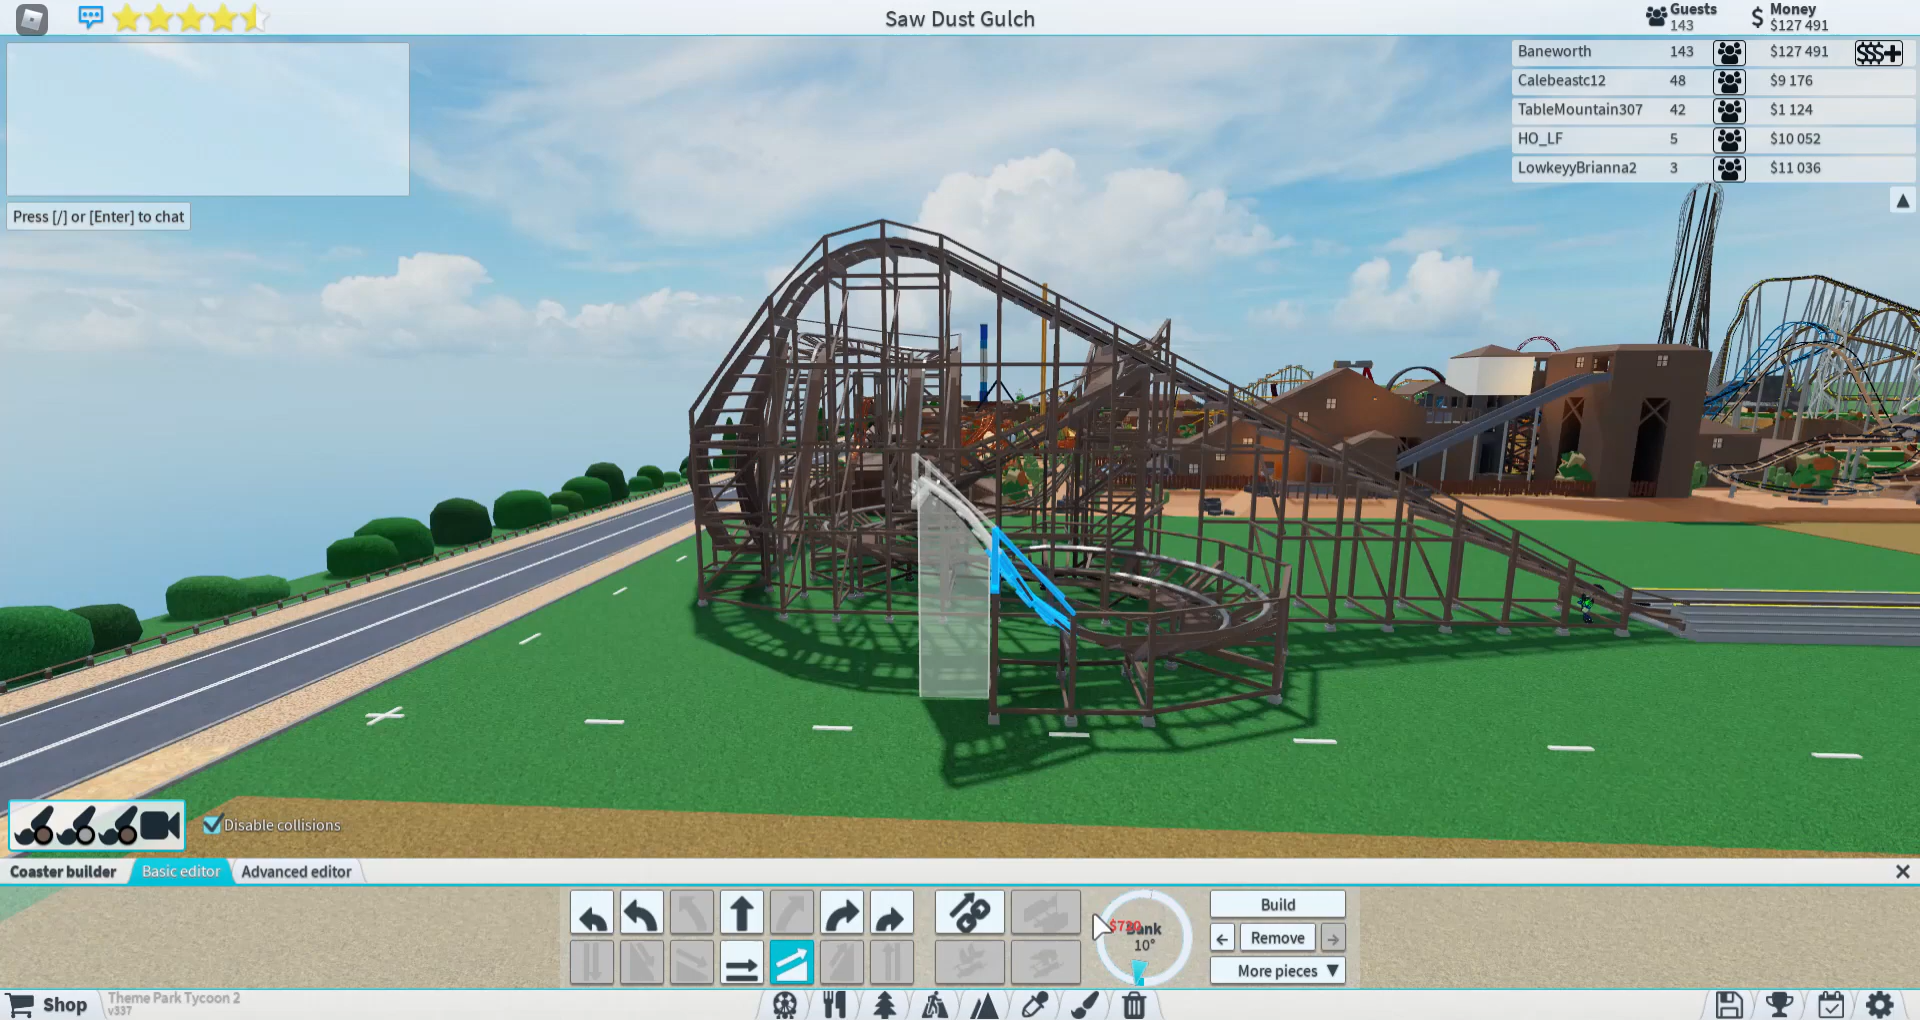 Saw Dust Gulch
Guests
143
$ Money
$127 491
Baneworth 143 $127 491 $$$+
Calebeastc12 48 $9 176
TableMountain307 42 $1 124
HO_LF 5 $10 052
LowkeyyBrianna2 3 $11 036
Press [/] or [Enter] to chat
Disable collisions
Coaster builder Basic editor Advanced editor
Build
Bank
10°
Remove
More pieces
Shop
Theme Park Tycoon 2
v337